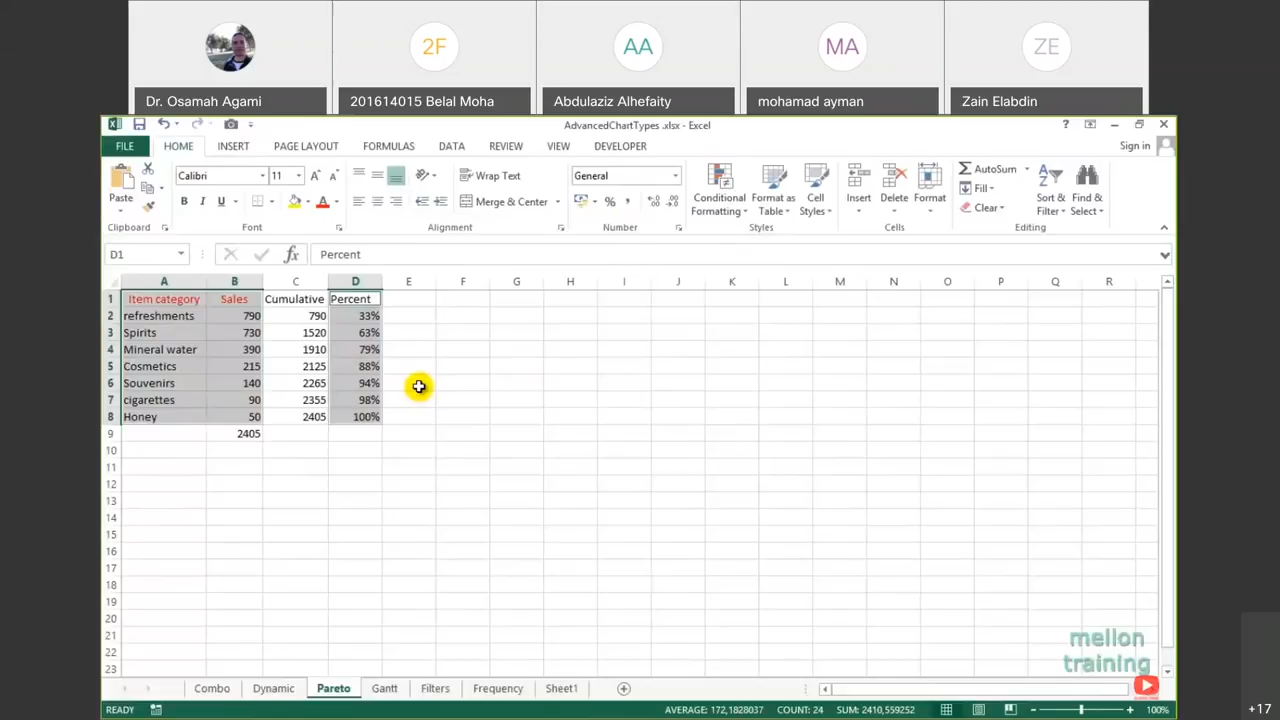 2F
AA
MA
ZE
Dr. Osamah Agami
201614015 Belal Moha
Abdulaziz Alhefaity
mohamad ayman
Zain Elabdin
AdvancedChartTypes .xlsx - Excel
FILE HOME INSERT PAGE LAYOUT FORMULAS DATA REVIEW VIEW DEVELOPER Sign in
Calibri 11 Wrap Text General AutoSum
Paste Merge & Center Conditional Formatting Format as Table Cell Styles Insert Delete Format Fill Clear Sort & Filter Find & Select
Clipboard Font Alignment Number Styles Cells Editing
D1 Percent
A B C D E F G H I J K L M N O P Q R
1 Item category Sales Cumulative Percent
2 refreshments 790 790 33%
3 Spirits 730 1520 63%
4 Mineral water 390 1910 79%
5 Cosmetics 215 2125 88%
6 Souvenirs 140 2265 94%
7 cigarettes 90 2355 98%
8 Honey 50 2405 100%
9 2405
10
11
12
13
14
15
16
17
18
19
20
21
22
23
mellon
training
Combo Dynamic Pareto Gantt Filters Frequency Sheet1
READY AVERAGE: 172,1828037 COUNT: 24 SUM: 2410,559252 100%
+17